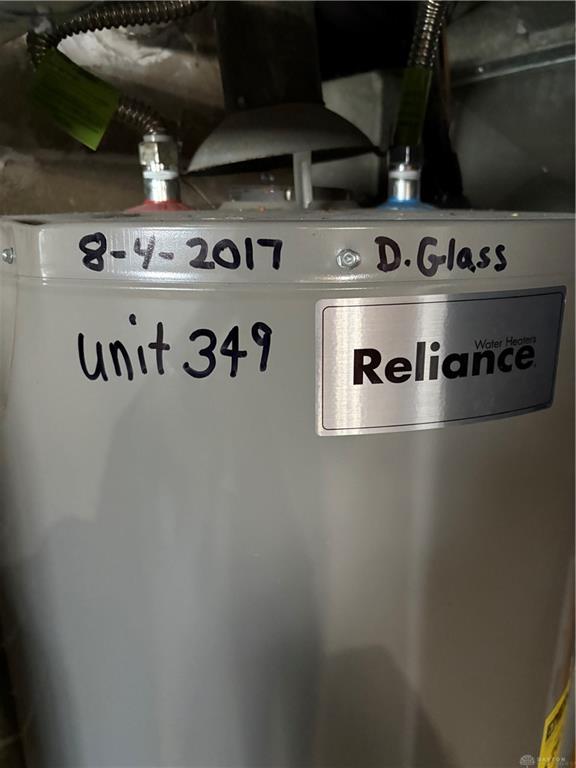 8-4-2017 D.Glass
unit 349
Water Heaters
Reliance